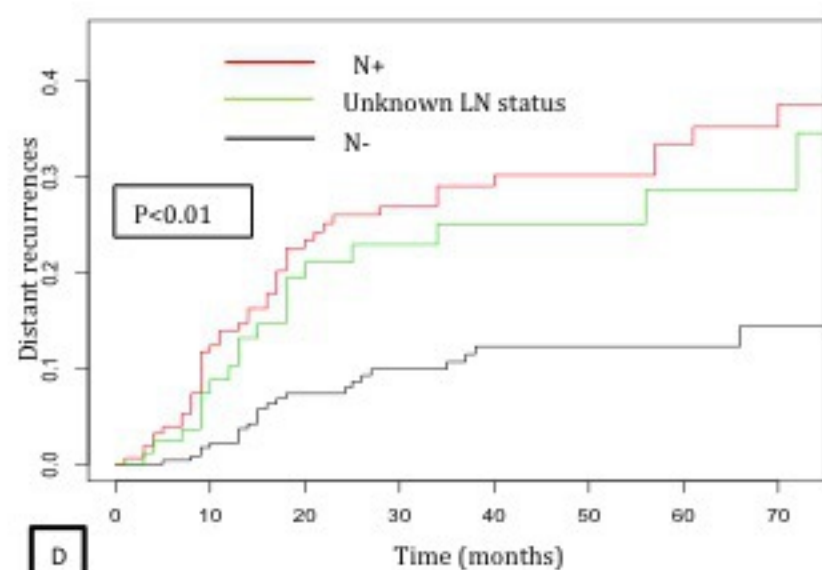 N+
Unknown LN status
N-
P<0.01
Distant recurrences
0.4
0.3
0.2
0.1
0.0
0 10 20 30 40 50 60 70
Time (months)
D